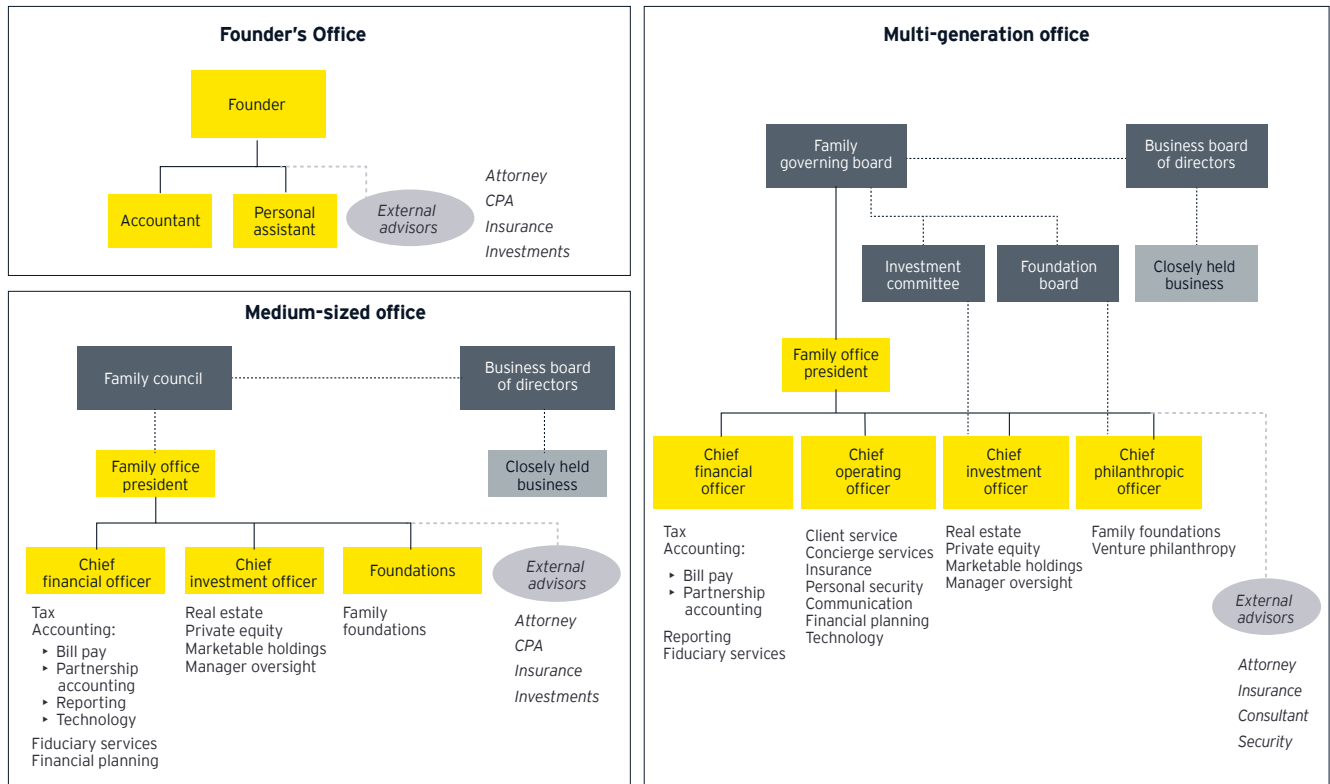 Founder's Office
Founder
Accountant
Personal
assistant
External
advisors
Attorney
CPA
Insurance
Investments
Medium-sized office
Family council
Business board
of directors
Family office
president
Closely held
business
Chief
financial officer
Chief
investment officer
Foundations
External
advisors
Tax
Accounting:
‣ Bill pay
‣ Partnership
accounting
‣ Reporting
‣ Technology
Fiduciary services
Financial planning
Real estate
Private equity
Marketable holdings
Manager oversight
Family
foundations
Attorney
CPA
Insurance
Investments
Multi-generation office
Family
governing board
Business board
of directors
Investment
committee
Foundation
board
Closely held
business
Family office
president
Chief
financial
officer
Chief
operating
officer
Chief
investment
officer
Chief
philanthropic
officer
Tax
Accounting:
‣ Bill pay
‣ Partnership
accounting
Reporting
Fiduciary services
Client service
Concierge services
Insurance
Personal security
Communication
Financial planning
Technology
Real estate
Private equity
Marketable holdings
Manager oversight
Family foundations
Venture philanthropy
External
advisors
Attorney
Insurance
Consultant
Security